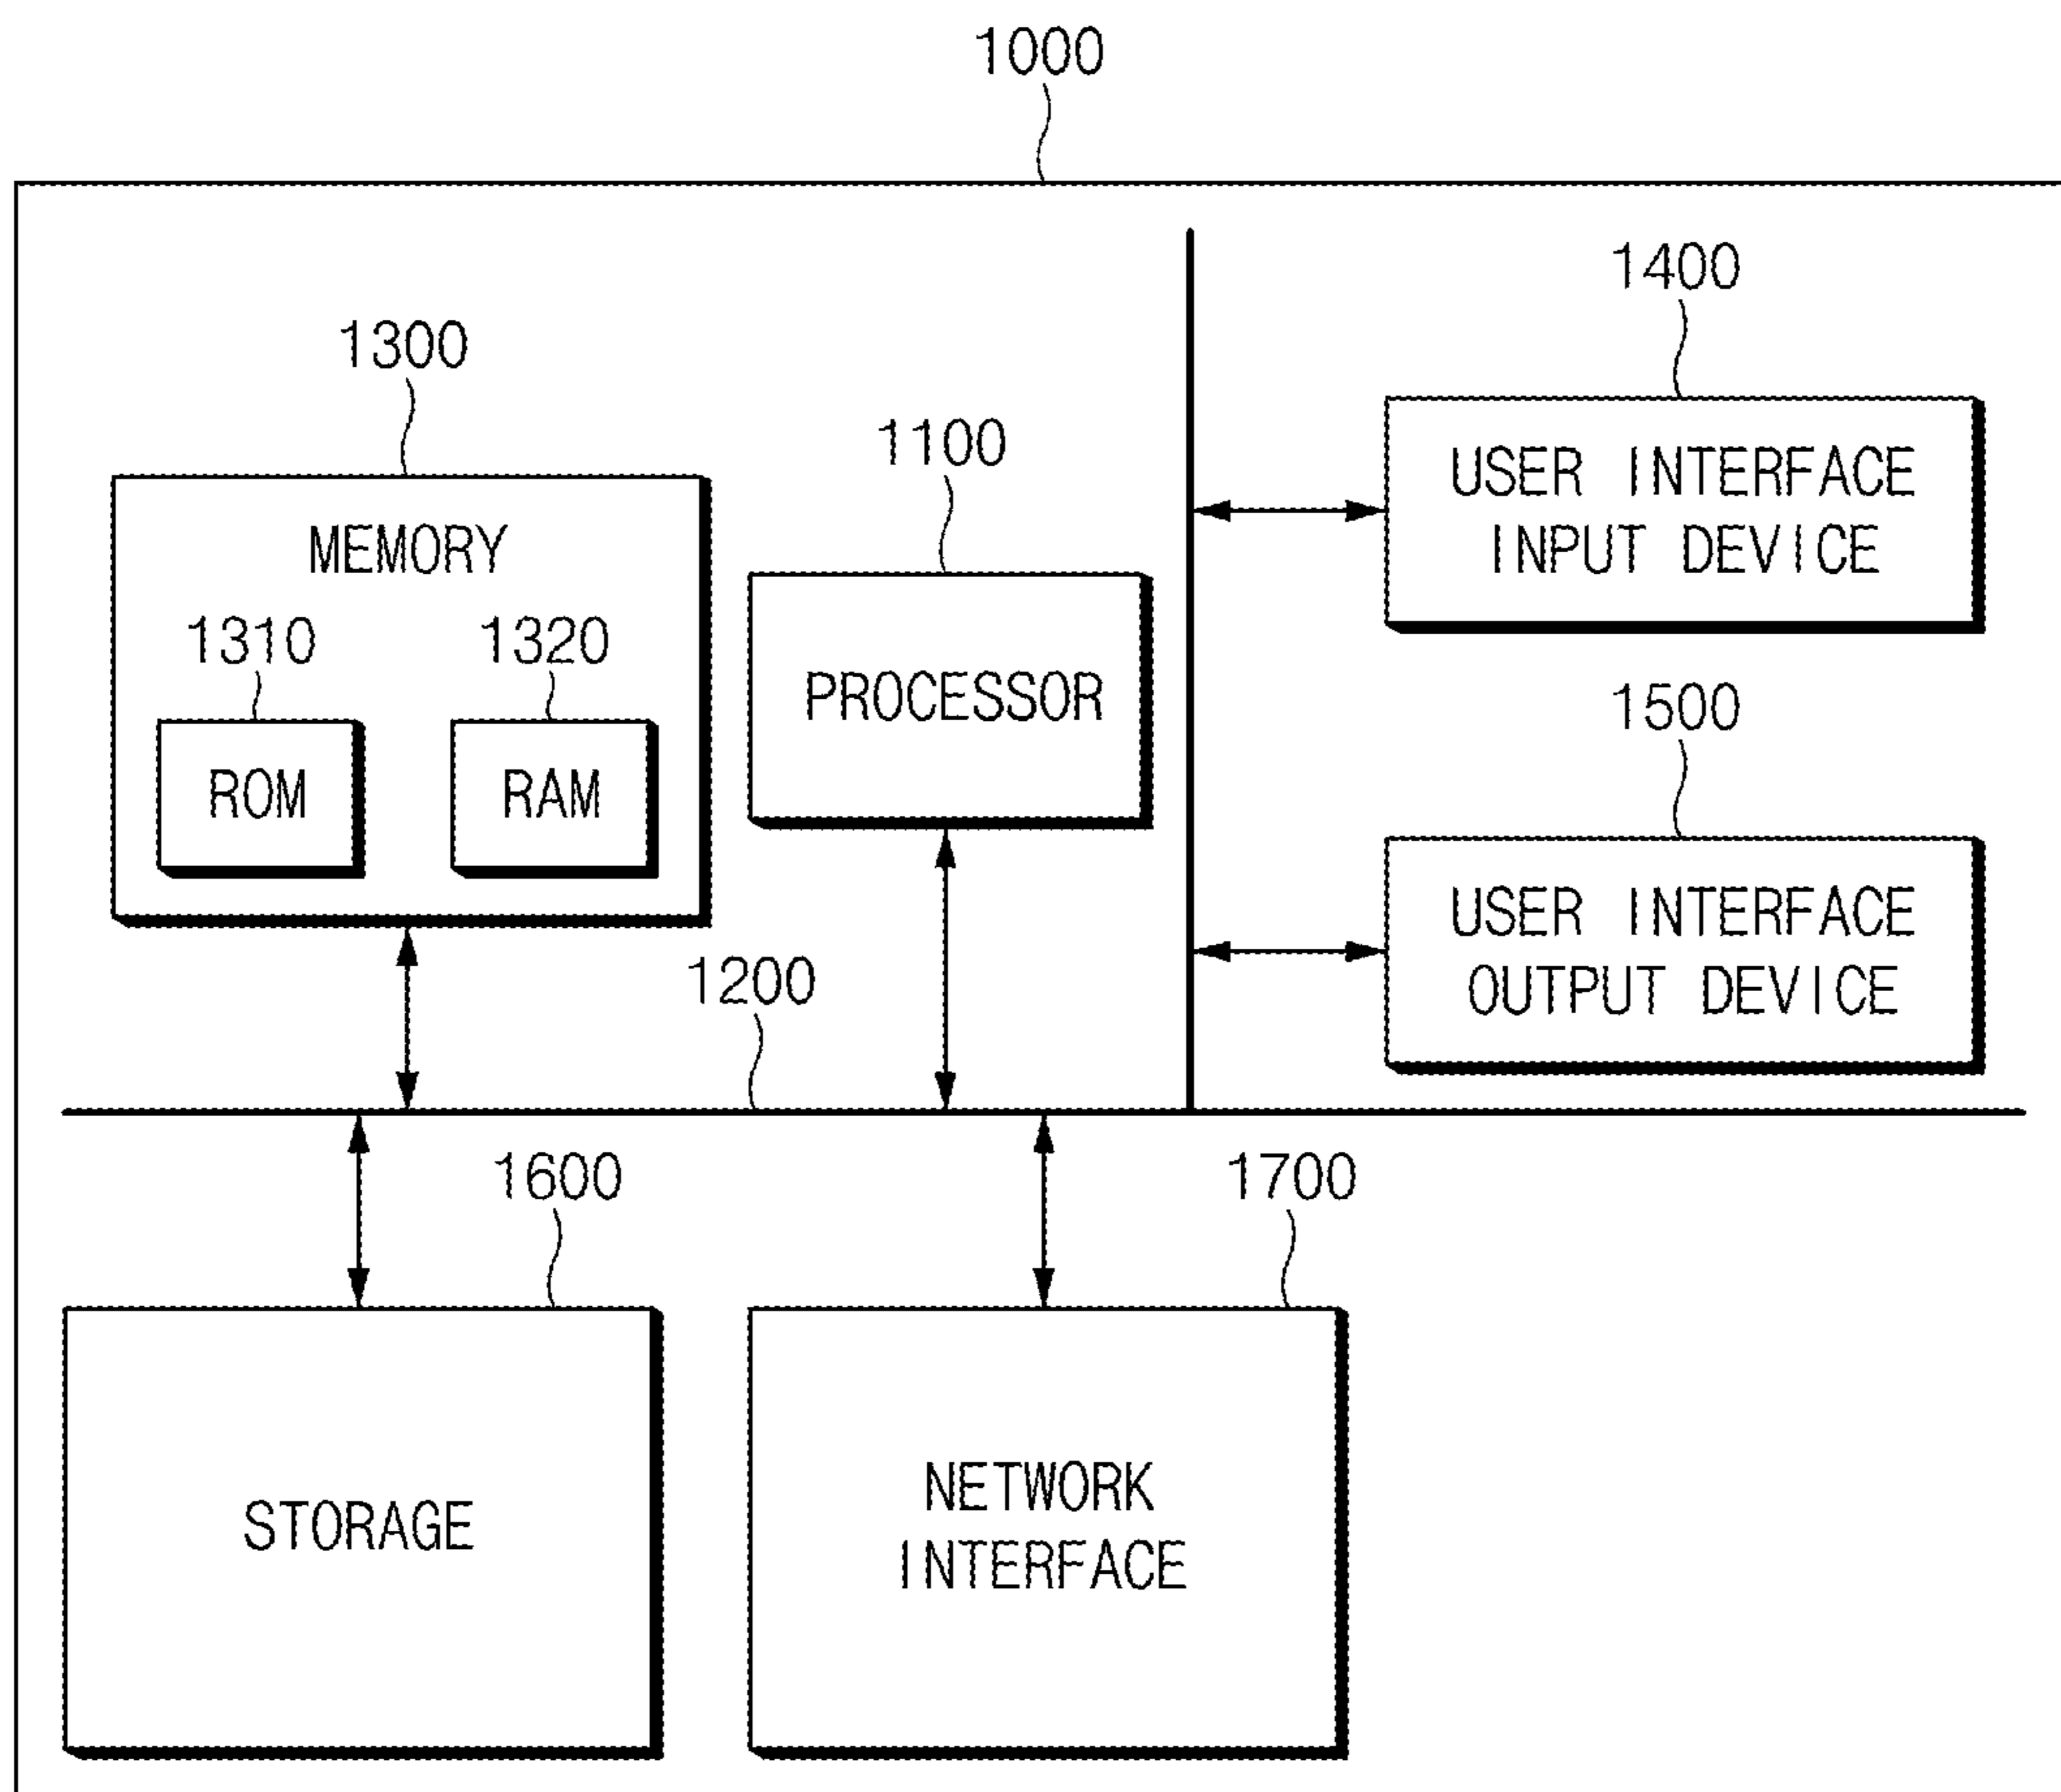 1000
1400
1300
1100
USER INTERFACE
INPUT DEVICE
MEMORY
1310
1320
PROCESSOR
1500
ROM
RAM
USER INTERFACE
OUTPUT DEVICE
1200
1600
1700
STORAGE
NETWORK
INTERFACE